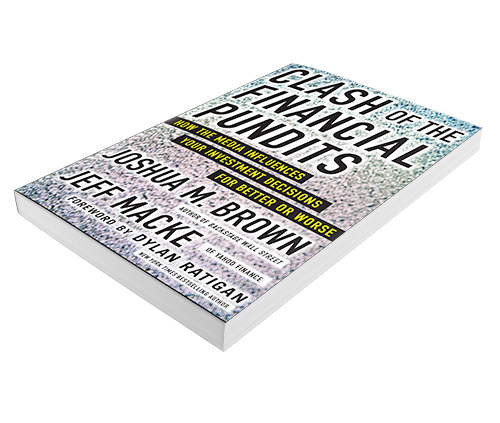 CLASH OF THE
FINANCIAL
PUNDITS
HOW THE MEDIA INFLUENCES
YOUR INVESTMENT DECISIONS
FOR BETTER OR WORSE
JOSHUA M. BROWN
AUTHOR OF BACKSTAGE WALL STREET
JEFF MACKE
OF YAHOO FINANCE
FOREWORD BY DYLAN RATIGAN
NEW YORK TIMES BESTSELLING AUTHOR